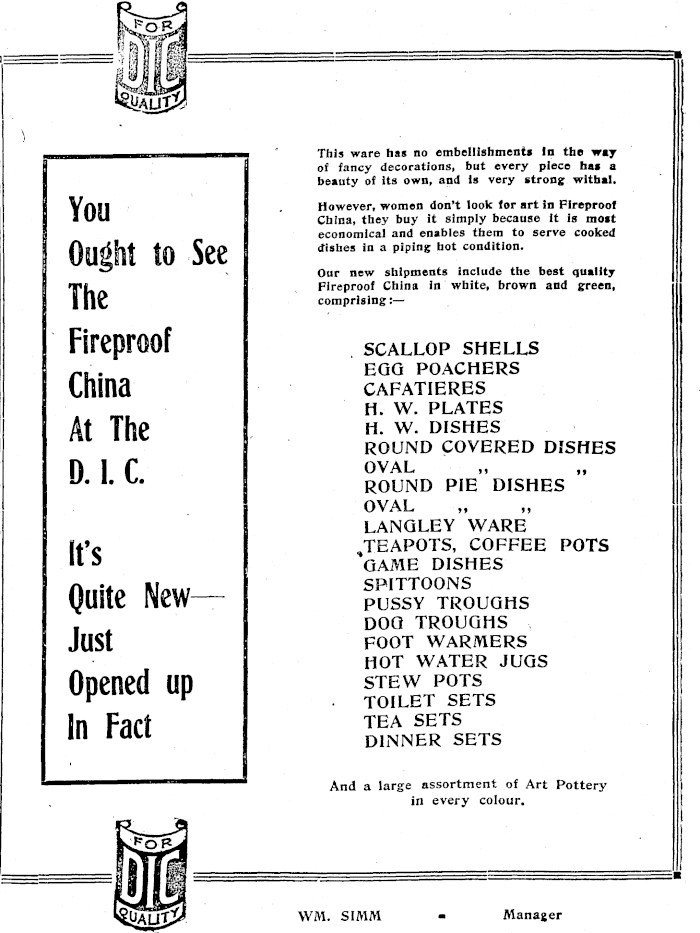 FOR
DIC
QUALITY
You
Ought to See
The
Fireproof
China
At The
D. I. C.
It's
Quite New—
Just
Opened up
In Fact
This ware has no embellishments in the way
of fancy decorations, but every piece has a
beauty of its own, and is very strong withal.
However, women don't look for art in Fireproof
China, they buy it simply because it is most
economical and enables them to serve cooked
dishes in a piping hot condition.
Our new shipments include the best quality
Fireproof China in white, brown and green,
comprising:—
SCALLOP SHELLS
EGG POACHERS
CAFATIERES
H. W. PLATES
H. W. DISHES
ROUND COVERED DISHES
OVAL ,, ,,
ROUND PIE DISHES
OVAL ,, ,,
LANGLEY WARE
TEAPOTS, COFFEE POTS
GAME DISHES
SPITTOONS
PUSSY TROUGHS
DOG TROUGHS
FOOT WARMERS
HOT WATER JUGS
STEW POTS
TOILET SETS
TEA SETS
DINNER SETS
And a large assortment of Art Pottery
in every colour.
FOR
DIC
QUALITY
WM. SIMM - Manager